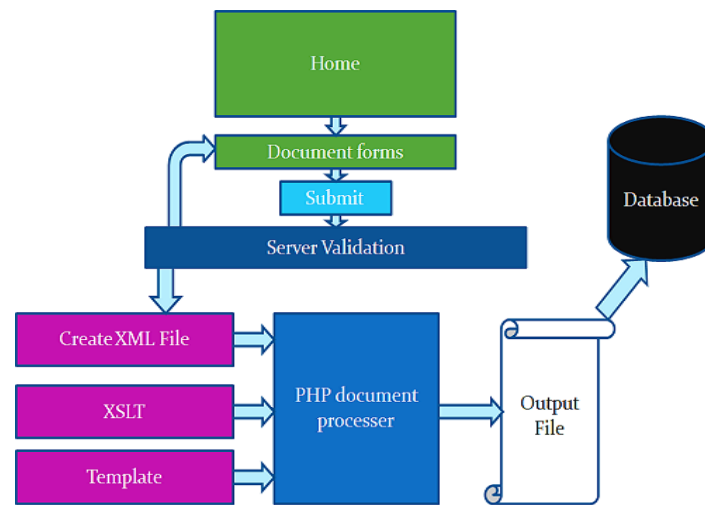 Home
Document forms
Submit
Server Validation
Database
Create XML File
XSLT
Template
PHP document
processer
Output
File